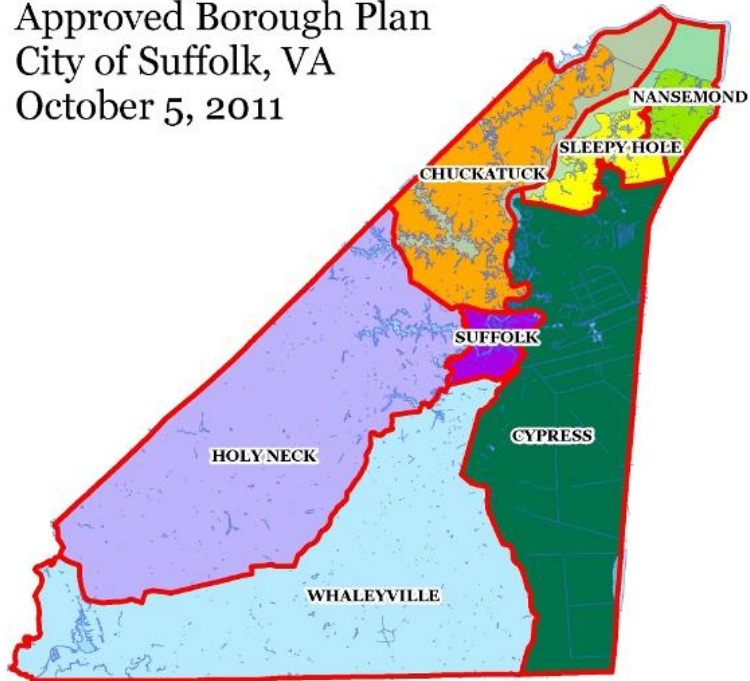 Approved Borough Plan
City of Suffolk, VA
October 5, 2011
NANSEMOND
SLEEPY HOLE
CHUCKATUCK
SUFFOLK
CYPRESS
HOLY NECK
WHALEYVILLE